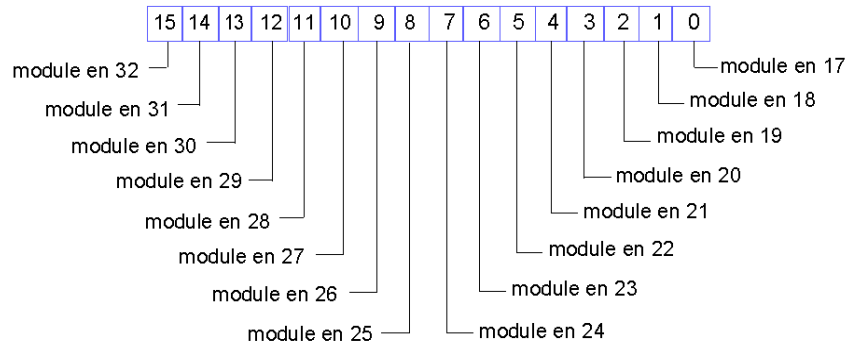 15 14 13 12 11 10 9 8 7 6 5 4 3 2 1 0
module en 32
module en 17
module en 31
module en 18
module en 30
module en 19
module en 29
module en 20
module en 28
module en 21
module en 27
module en 22
module en 26
module en 23
module en 25
module en 24